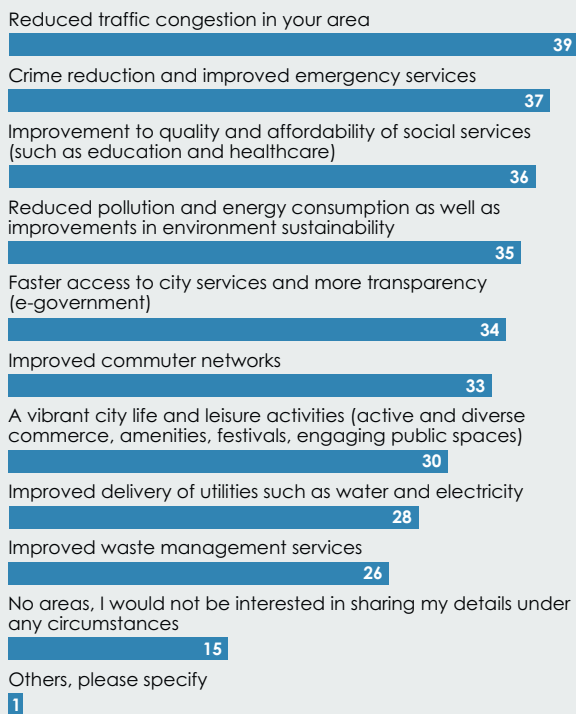 Reduced traffic congestion in your area
39
Crime reduction and improved emergency services
37
Improvement to quality and affordability of social services
(such as education and healthcare)
36
Reduced pollution and energy consumption as well as
improvements in environment sustainability
35
Faster access to city services and more transparency
(e-government)
34
Improved commuter networks
33
A vibrant city life and leisure activities (active and diverse
commerce, amenities, festivals, engaging public spaces)
30
Improved delivery of utilities such as water and electricity
28
Improved waste management services
26
No areas, I would not be interested in sharing my details under
any circumstances
15
Others, please specify
1